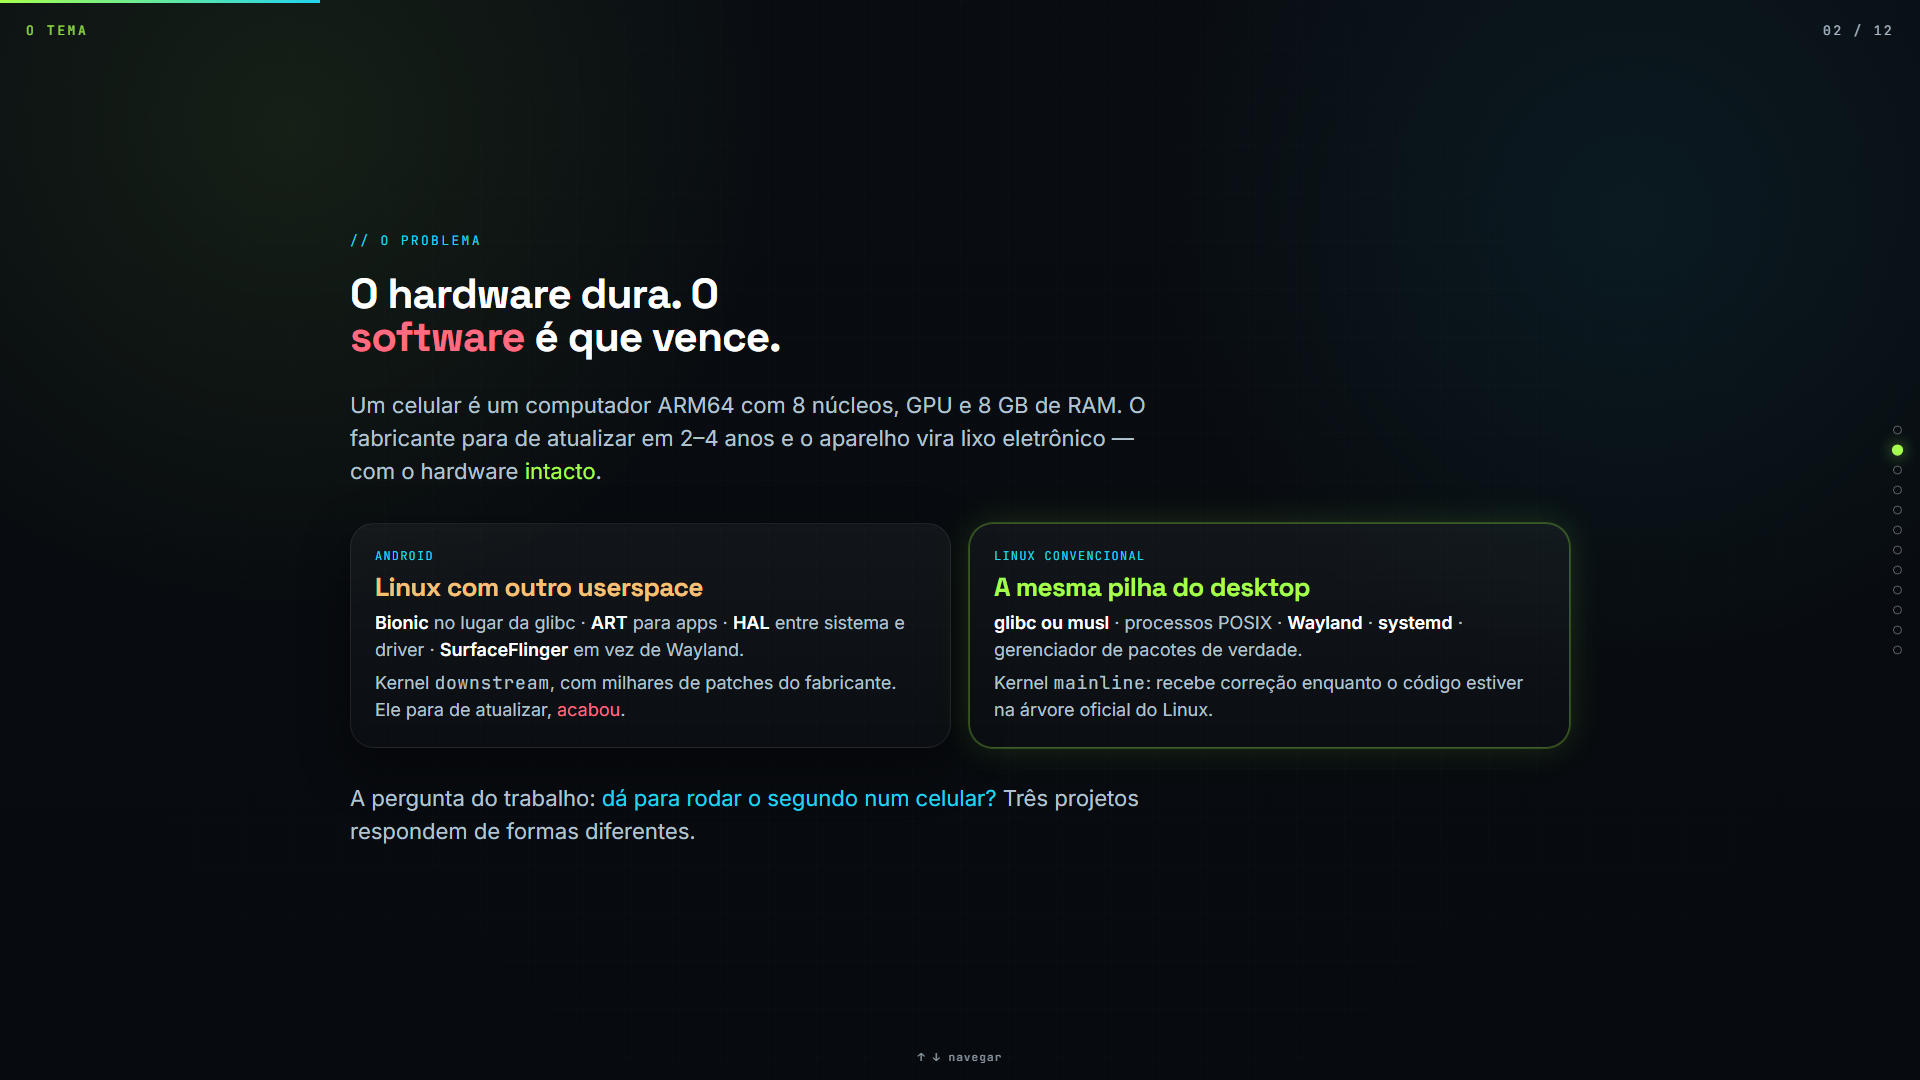 O TEMA
02 / 12
// O PROBLEMA
O hardware dura. O
software é que vence.
Um celular é um computador ARM64 com 8 núcleos, GPU e 8 GB de RAM. O
fabricante para de atualizar em 2–4 anos e o aparelho vira lixo eletrônico —
com o hardware intacto.
ANDROID
Linux com outro userspace
Bionic no lugar da glibc · ART para apps · HAL entre sistema e
driver · SurfaceFlinger em vez de Wayland.
Kernel downstream, com milhares de patches do fabricante.
Ele para de atualizar, acabou.
LINUX CONVENCIONAL
A mesma pilha do desktop
glibc ou musl · processos POSIX · Wayland · systemd ·
gerenciador de pacotes de verdade.
Kernel mainline: recebe correção enquanto o código estiver
na árvore oficial do Linux.
A pergunta do trabalho: dá para rodar o segundo num celular? Três projetos
respondem de formas diferentes.
↑ ↓ navegar